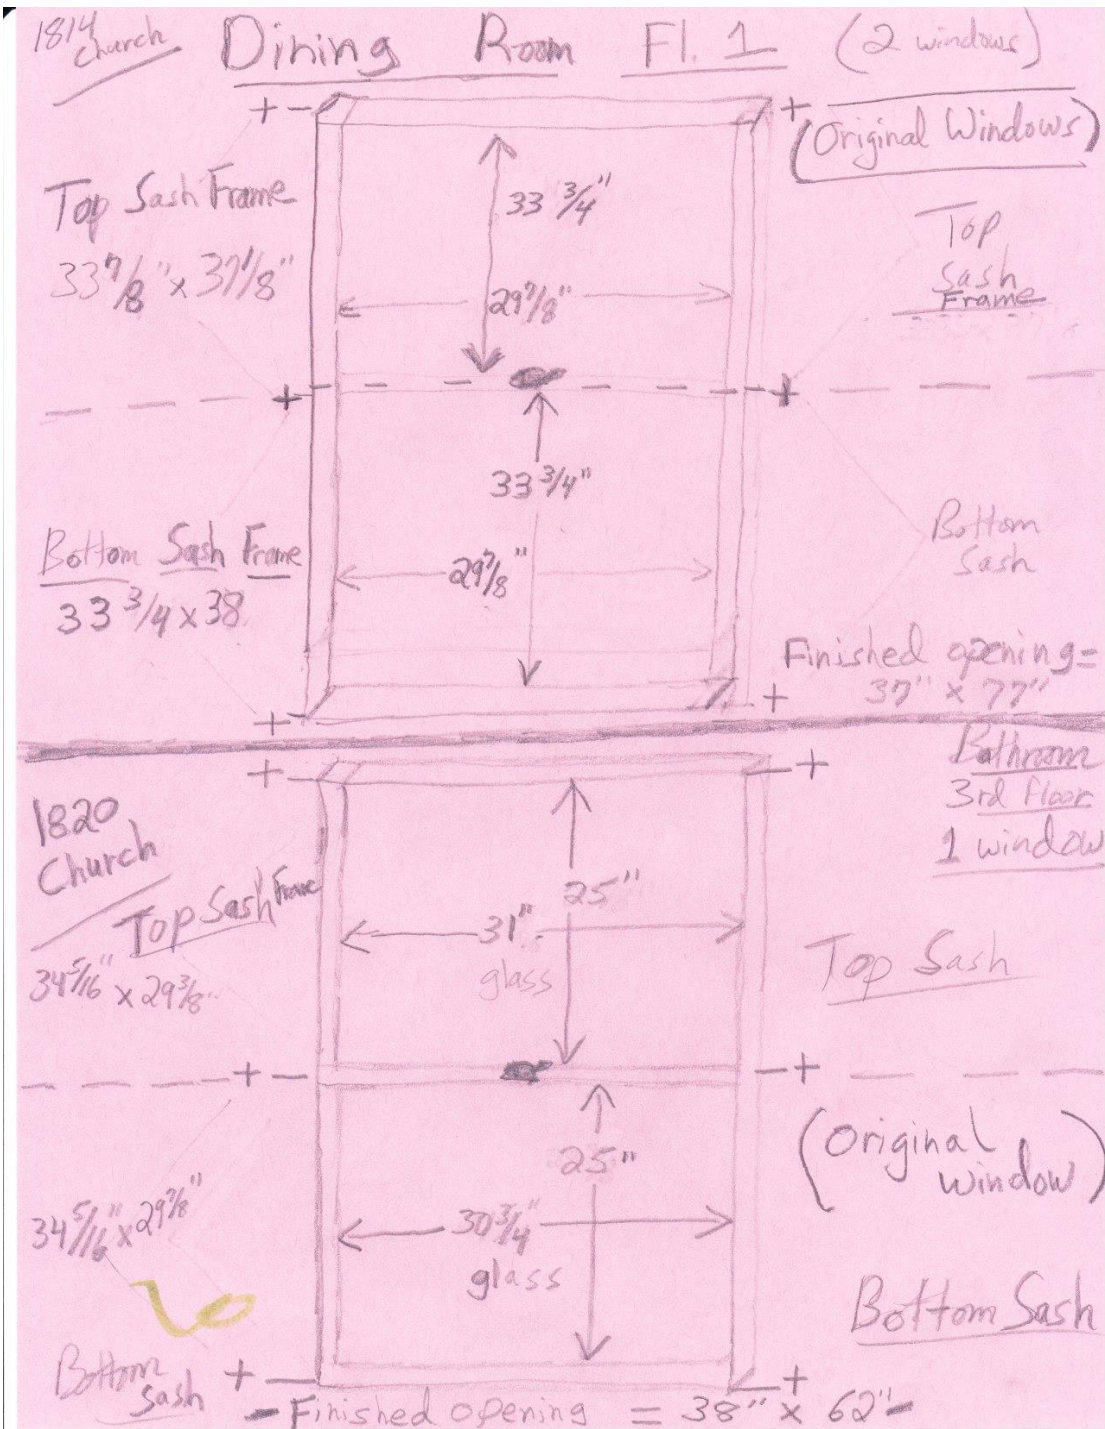 1814
church
Dining Room Fl. 1 (2 windows)
(Original Windows)
Top Sash Frame
33 7/8" x 37 1/8"
33 3/4"
29 7/8"
Top
Sash
Frame
33 3/4"
29 7/8"
Bottom Sash Frame
33 3/4 x 38
Bottom
Sash
Finished opening =
37" x 77"
Bathroom
3rd Floor
1 window
1820
Church
Top Sash Frame
34 5/16" x 29 3/8"
25"
31"
glass
Top Sash
(Original
window)
25"
30 3/4"
glass
34 5/16" x 29 7/8"
Bottom
Sash
Bottom Sash
- Finished opening = 38" x 62" -